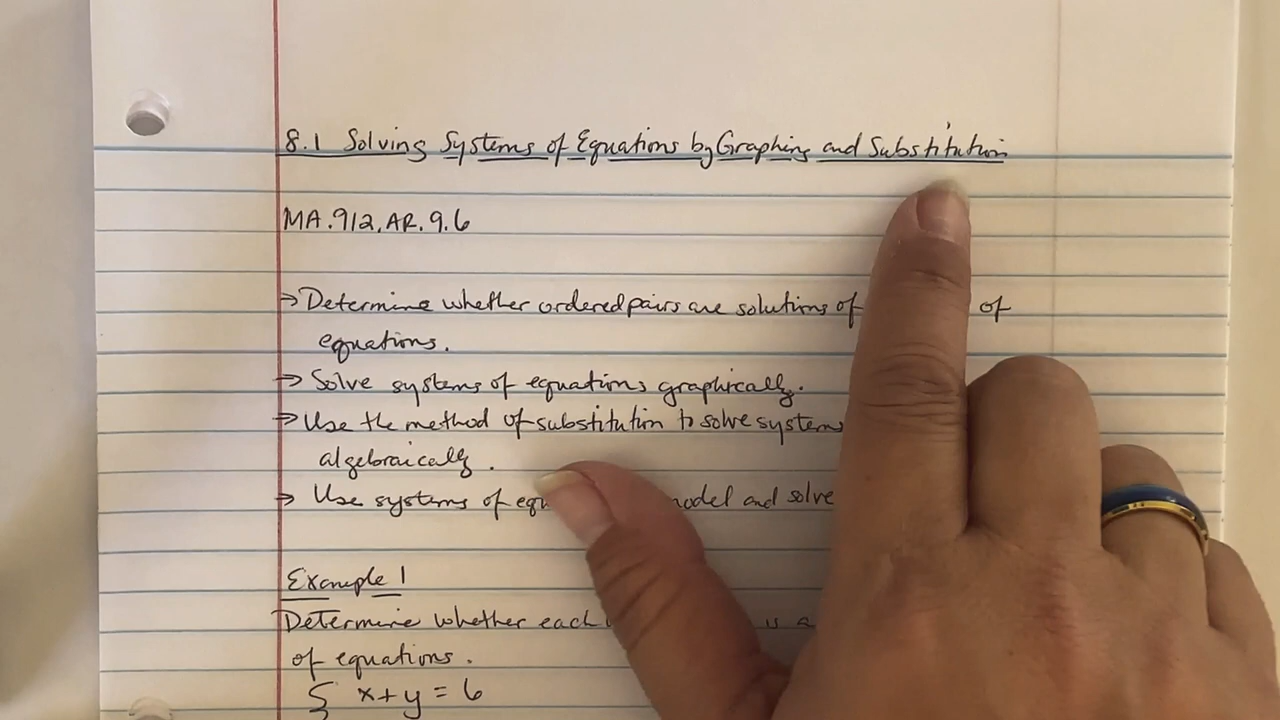 8.1 Solving Systems of Equations by Graphing and Substitution
MA.912.AR.9.6
→ Determine whether ordered pairs are solutions of of
equations.
→ Solve systems of equations graphically.
→ Use the method of substitution to solve systems
algebraically.
→ Use systems of and solve
Example 1
Determine whether each is a
of equations.
{ x+y = 6